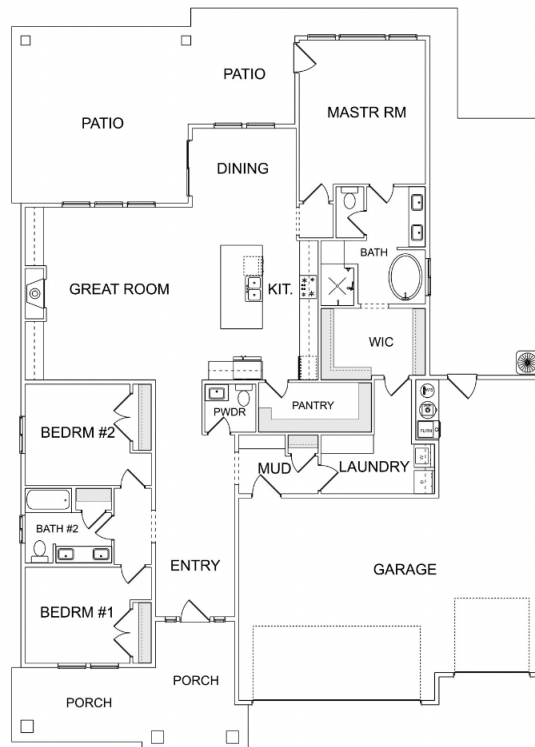 PATIO
PATIO
MASTR RM
DINING
BATH
GREAT ROOM
KIT.
WIC
PWDR
PANTRY
BEDRM #2
MUD
LAUNDRY
FURN
BATH #2
ENTRY
GARAGE
BEDRM #1
PORCH
PORCH